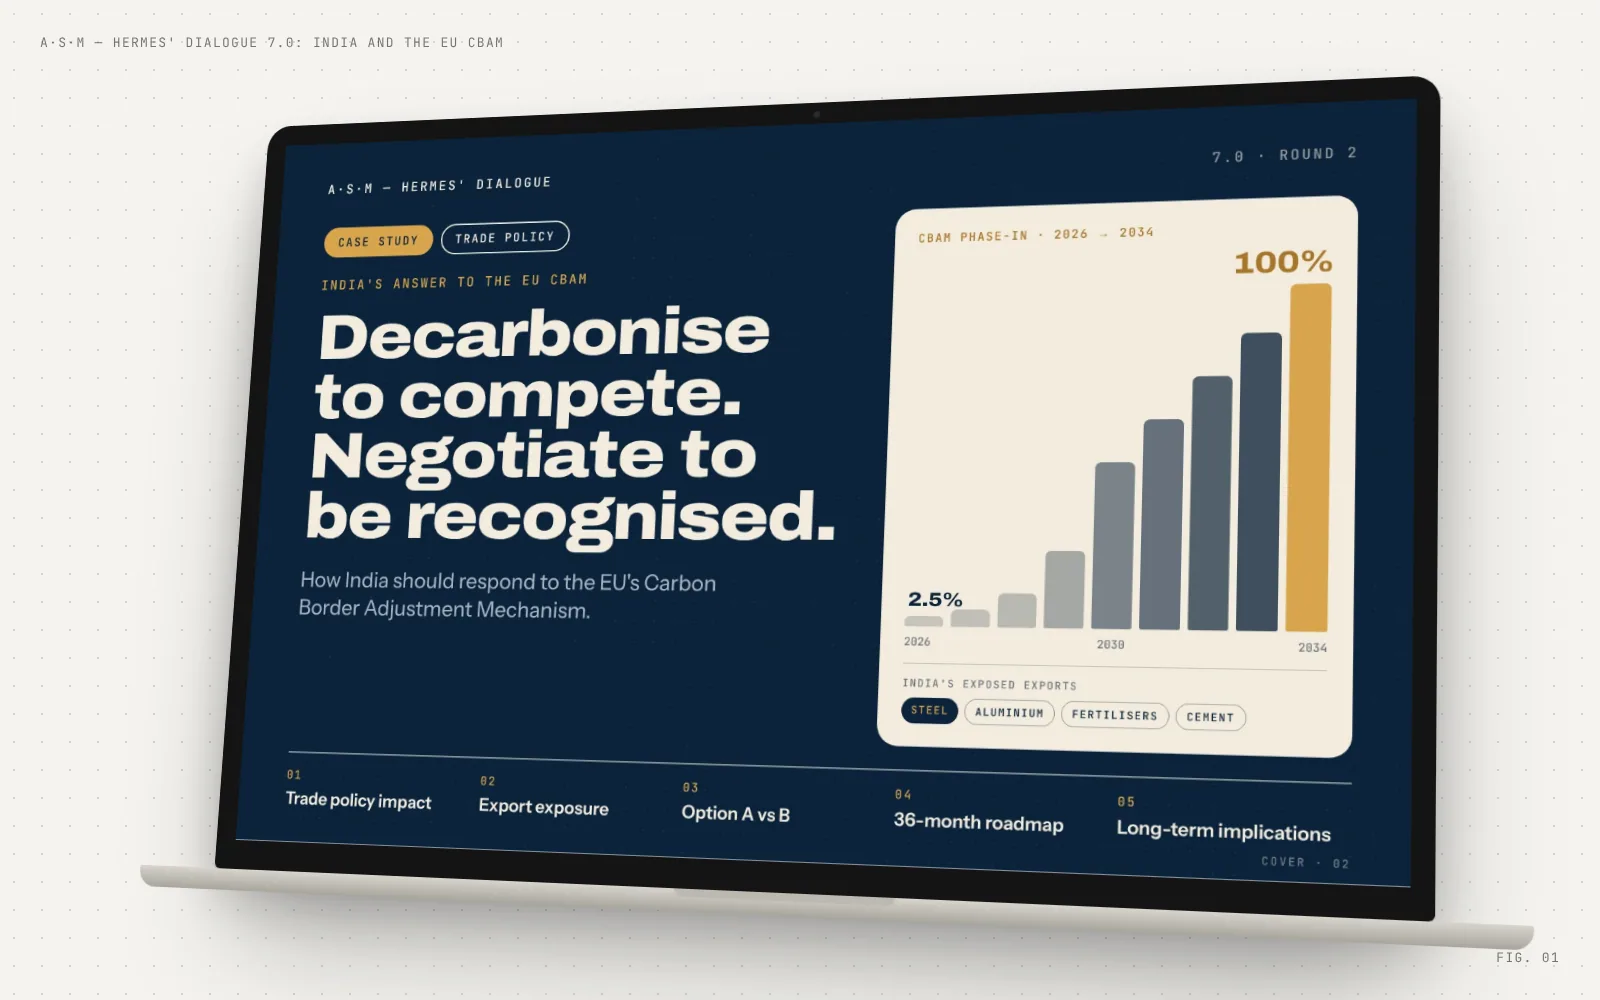 A·S·M — HERMES' DIALOGUE 7.0: INDIA AND THE EU CBAM
A·S·M — HERMES' DIALOGUE
7.0 · ROUND 2
CASE STUDY
TRADE POLICY
INDIA'S ANSWER TO THE EU CBAM
Decarbonise
to compete.
Negotiate to
be recognised.
How India should respond to the EU's Carbon
Border Adjustment Mechanism.
CBAM PHASE-IN · 2026 → 2034
100%
2.5%
2026
2030
2034
INDIA'S EXPOSED EXPORTS
STEEL
ALUMINIUM
FERTILISERS
CEMENT
01
Trade policy impact
02
Export exposure
03
Option A vs B
04
36-month roadmap
05
Long-term implications
COVER · 02
FIG. 01